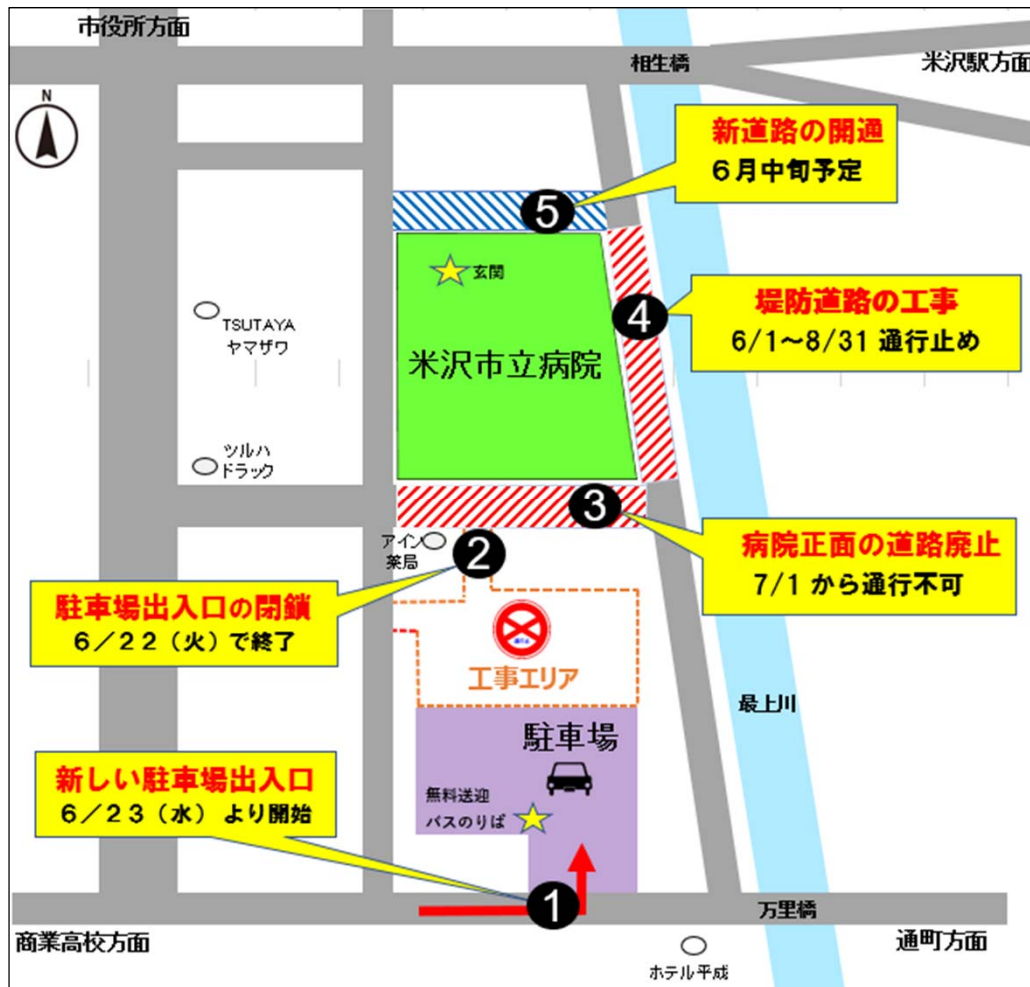 市役所方面
相生橋
米沢駅方面
N
新道路の開通
６月中旬予定
5
玄関
4
堤防道路の工事
6/1～8/31 通行止め
TSUTAYA
ヤマザワ
米沢市立病院
ツルハ
ドラック
3
病院正面の道路廃止
7/1 から通行不可
アイン
薬局
2
駐車場出入口の閉鎖
６／２２（火）で終了
工事エリア
最上川
駐車場
新しい駐車場出入口
６／２３（水）より開始
無料送迎
バスのりば
1
万里橋
商業高校方面
通町方面
ホテル平成